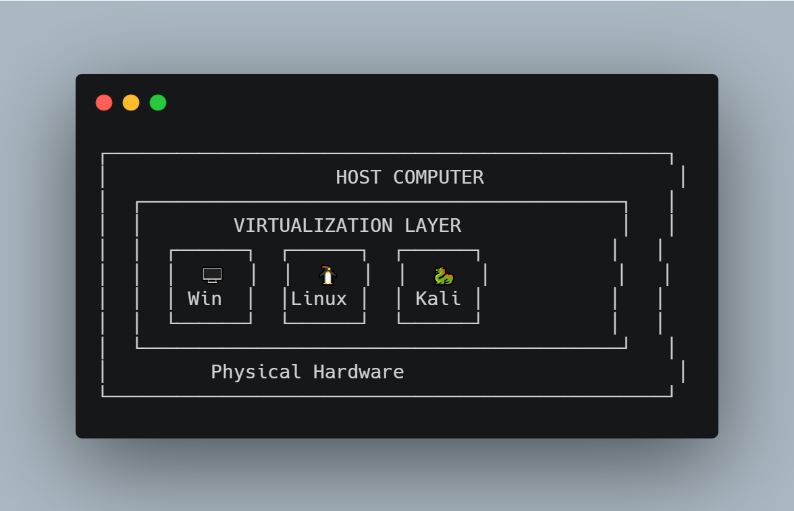 HOST COMPUTER
VIRTUALIZATION LAYER
Win Linux Kali
Physical Hardware